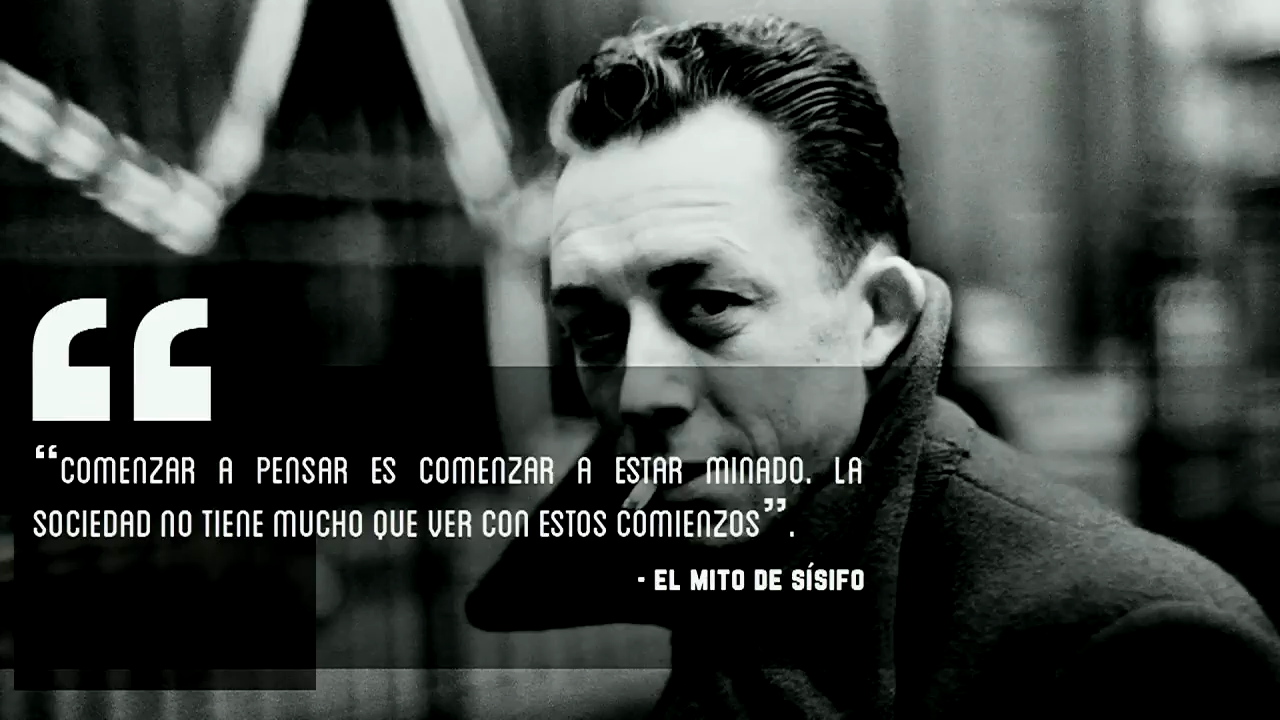 “
“COMENZAR A PENSAR ES COMENZAR A ESTAR MINADO. LA
SOCIEDAD NO TIENE MUCHO QUE VER CON ESTOS COMIENZOS”.
- EL MITO DE SÍSIFO